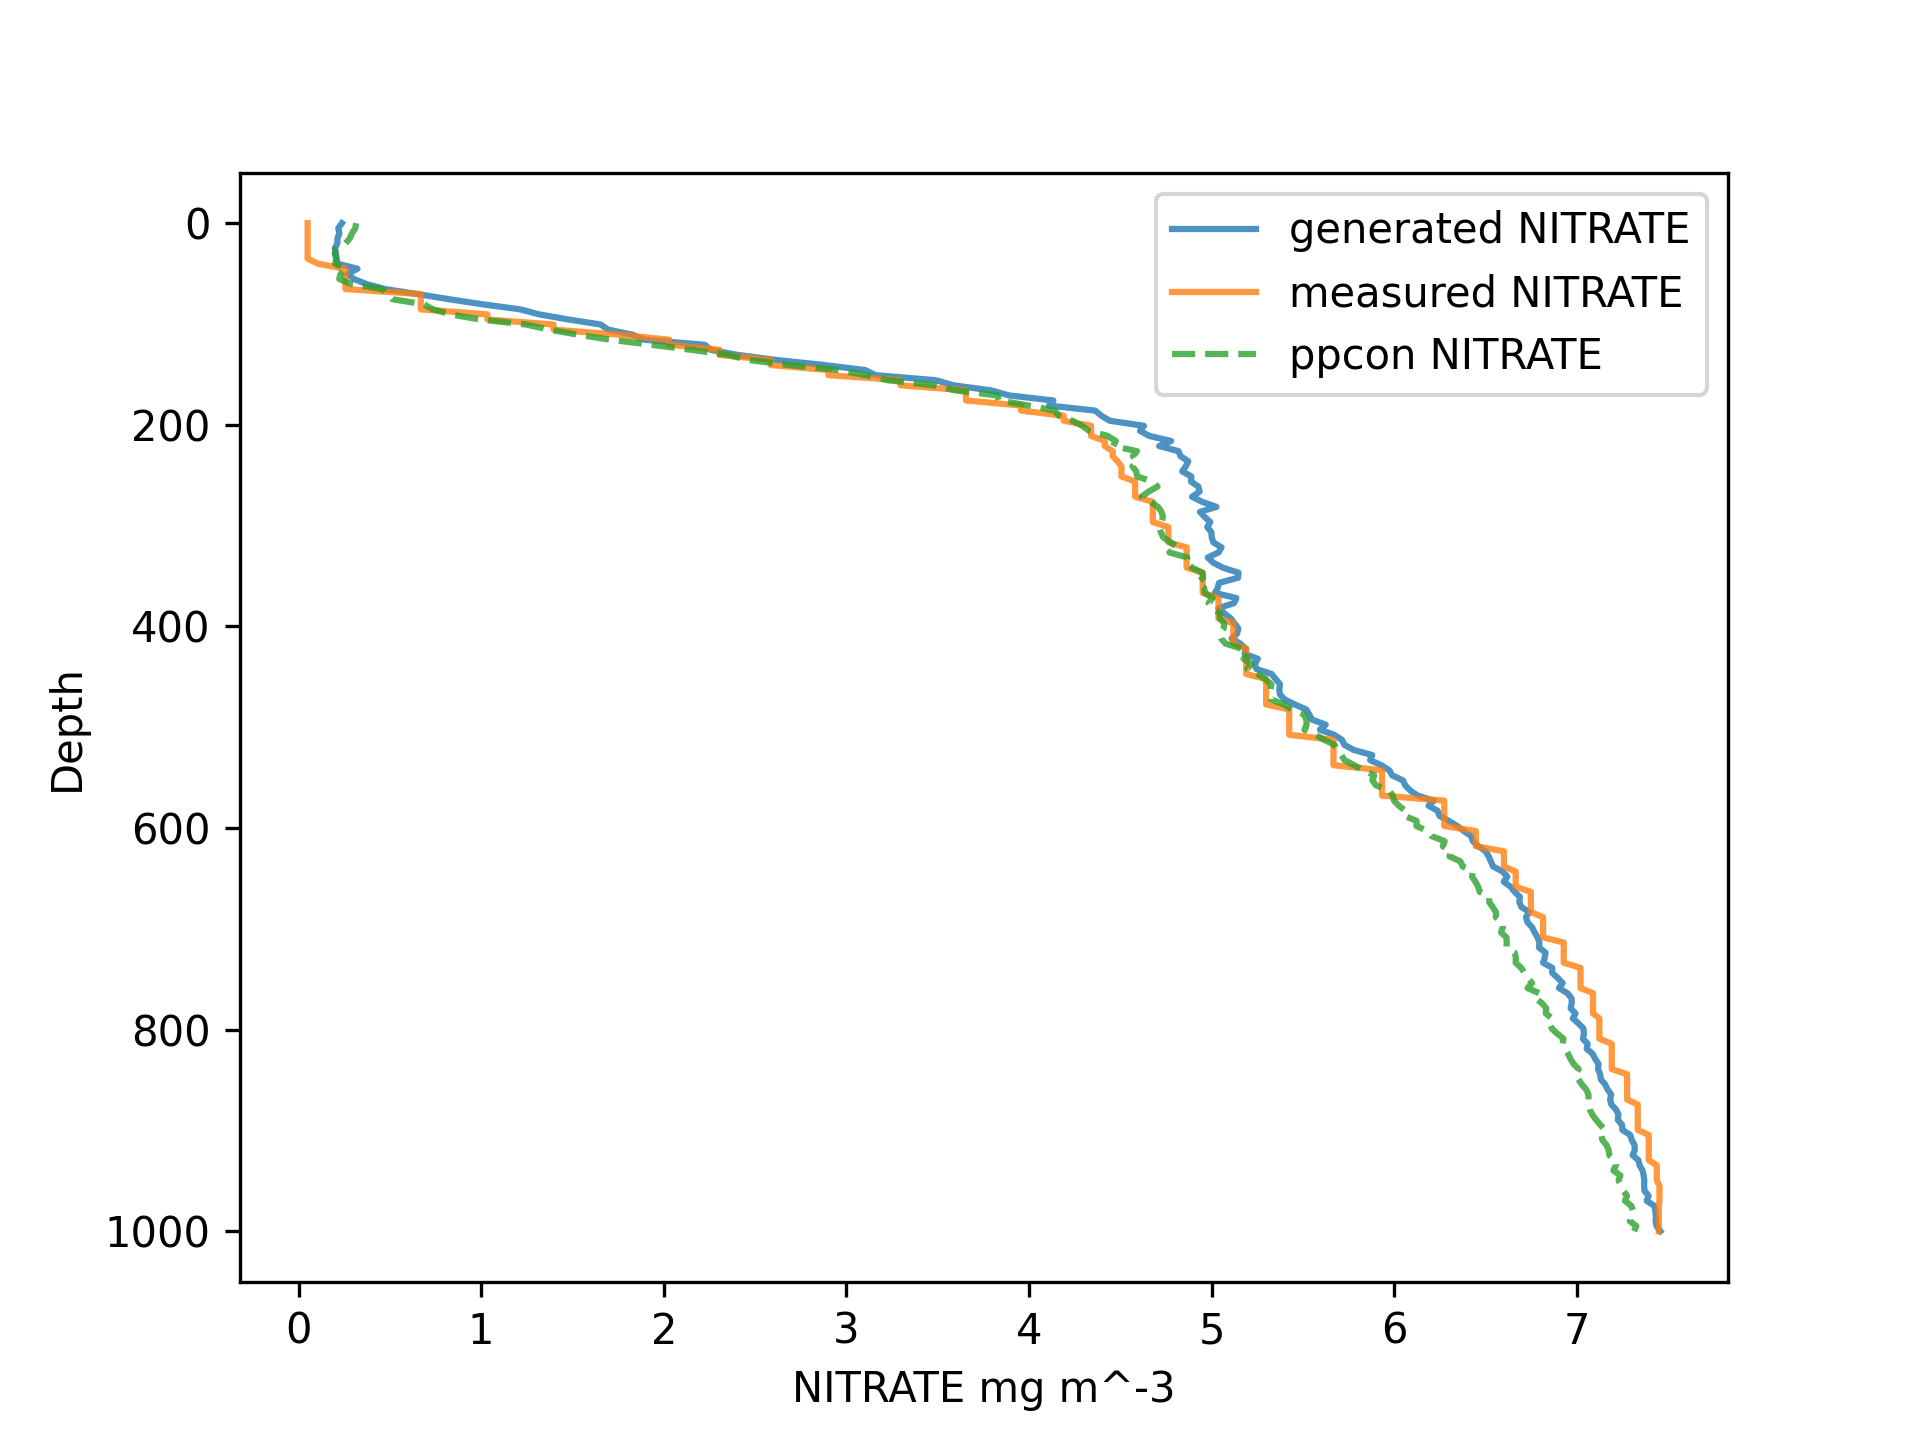 generated NITRATE
measured NITRATE
ppcon NITRATE
0
200
400
600
800
1000
Depth
0 1 2 3 4 5 6 7
NITRATE mg m^-3